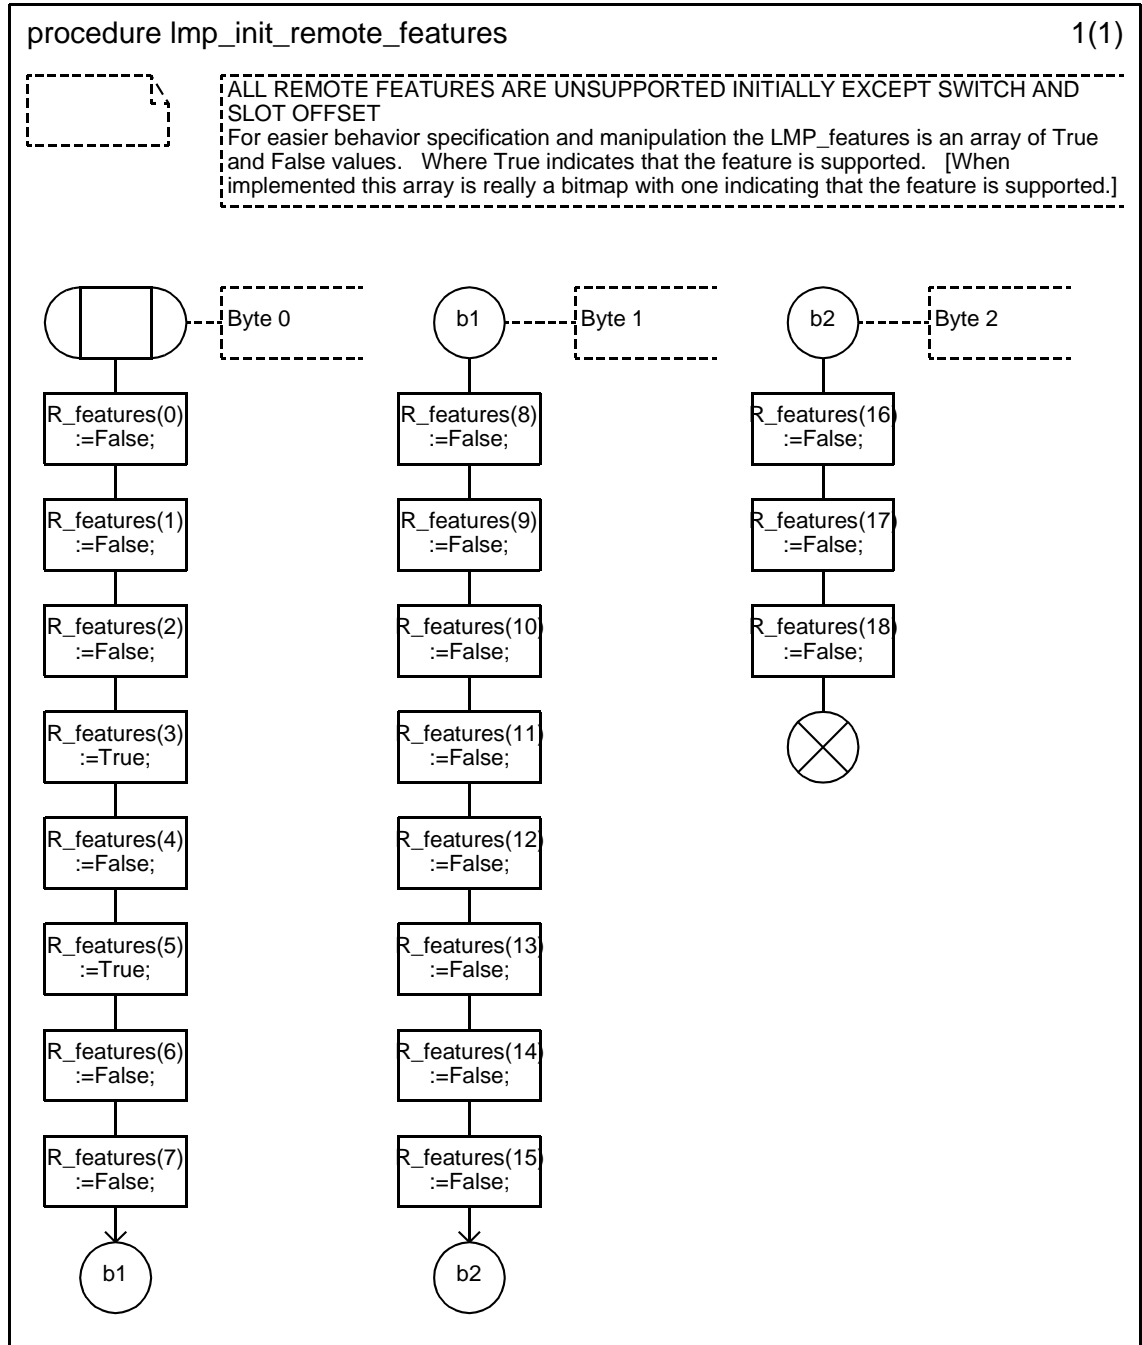 procedure lmp_init_remote_features
1(1)
ALL REMOTE FEATURES ARE UNSUPPORTED INITIALLY EXCEPT SWITCH AND
SLOT OFFSET
For easier behavior specification and manipulation the LMP_features is an array of True
and False values.   Where True indicates that the feature is supported.   [When
implemented this array is really a bitmap with one indicating that the feature is supported.]
Byte 0
R_features(0)
:=False;
R_features(1)
:=False;
R_features(2)
:=False;
R_features(3)
:=True;
R_features(4)
:=False;
R_features(5)
:=True;
R_features(6)
:=False;
R_features(7)
:=False;
b1
b1
Byte 1
R_features(8)
:=False;
R_features(9)
:=False;
R_features(10)
:=False;
R_features(11)
:=False;
R_features(12)
:=False;
R_features(13)
:=False;
R_features(14)
:=False;
R_features(15)
:=False;
b2
b2
Byte 2
R_features(16)
:=False;
R_features(17)
:=False;
R_features(18)
:=False;